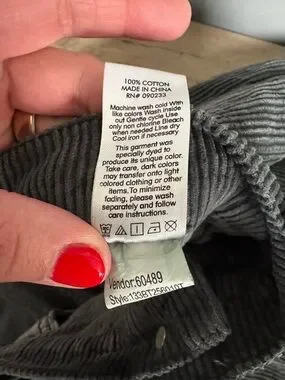 100% COTTON
MADE IN CHINA
RN# 090233
Machine wash cold With
like colors Wash inside
out Gentle cycle Use
only non chlorine Bleach
when needed Line dry
Cool iron if necessary
This garment was
specially dyed to
produce its unique color.
Take care, dark colors
may transfer onto light
colored clothing or other
items.To minimize
fading, please wash
separately and follow
care instructions.
Vendor:60489
Style:133BT256010T